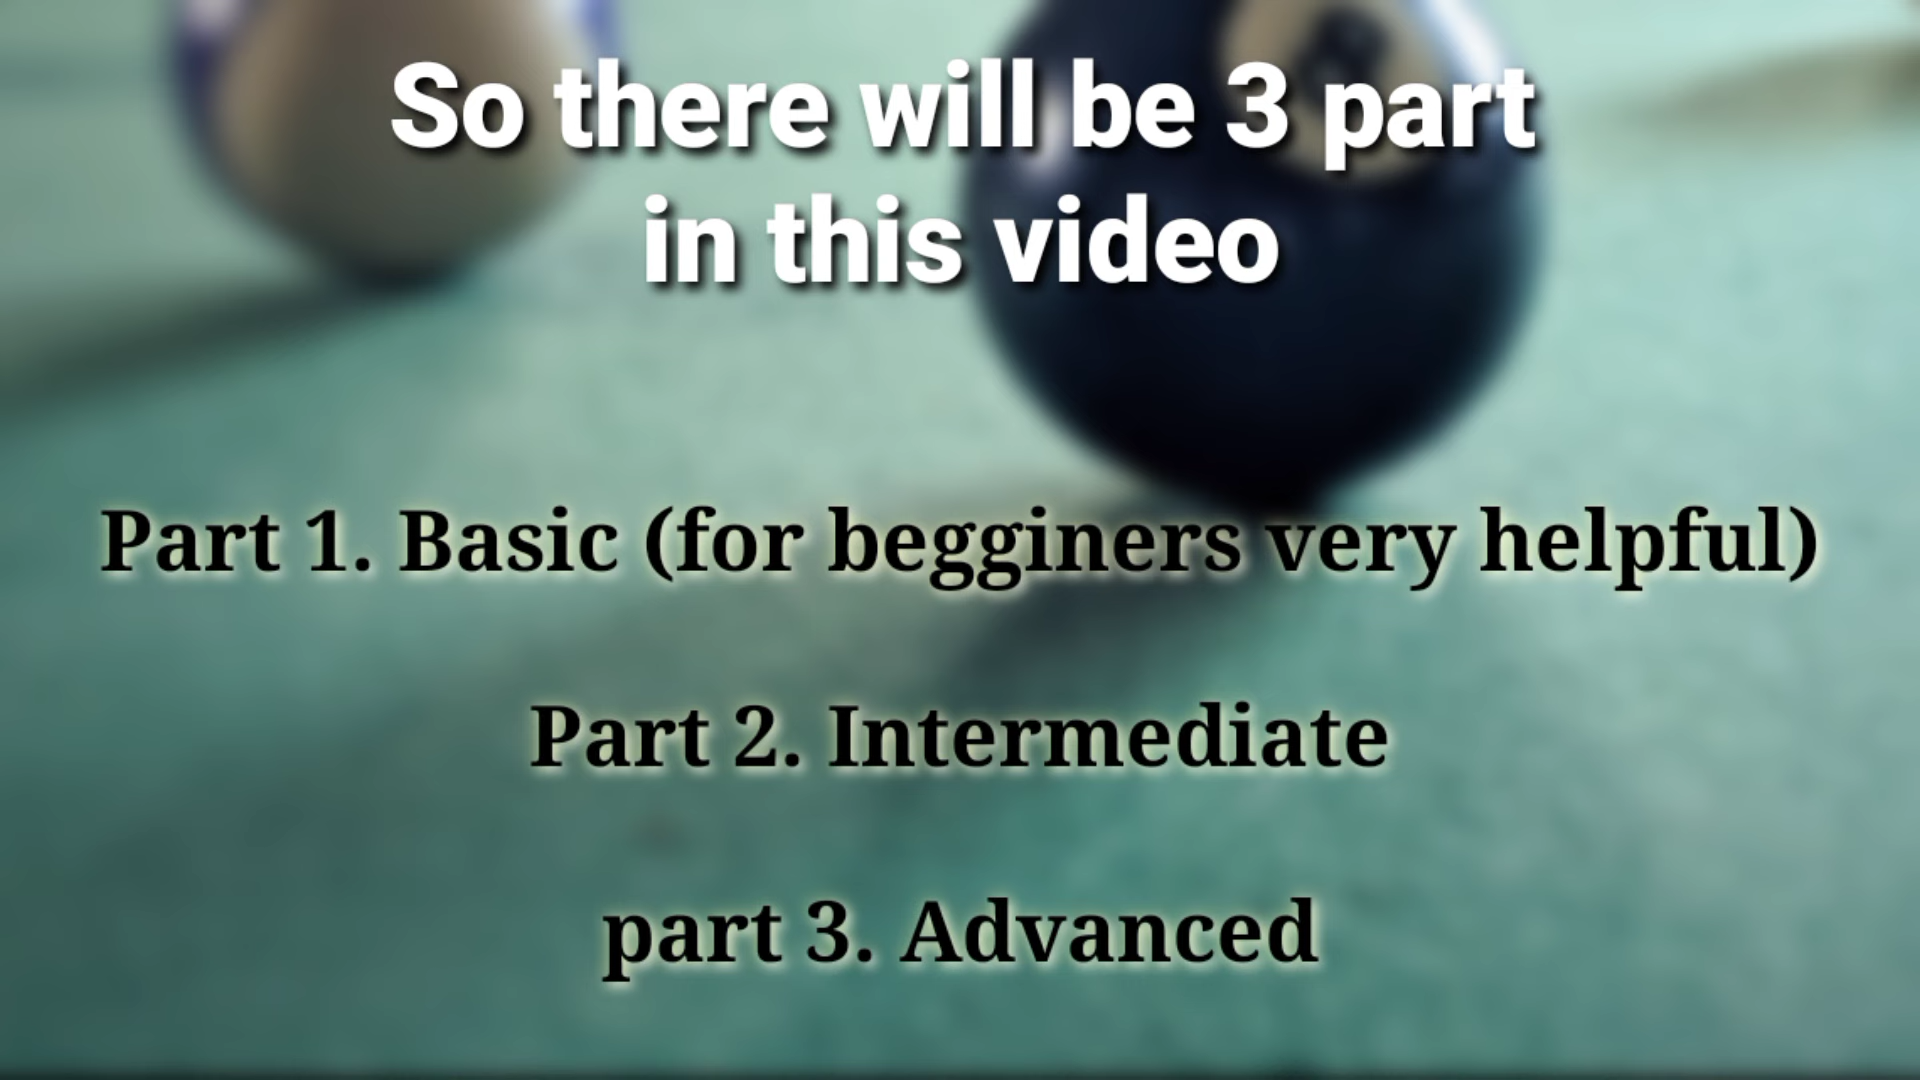 So there will be 3 part
in this video
Part 1. Basic (for begginers very helpful)
Part 2. Intermediate
part 3. Advanced